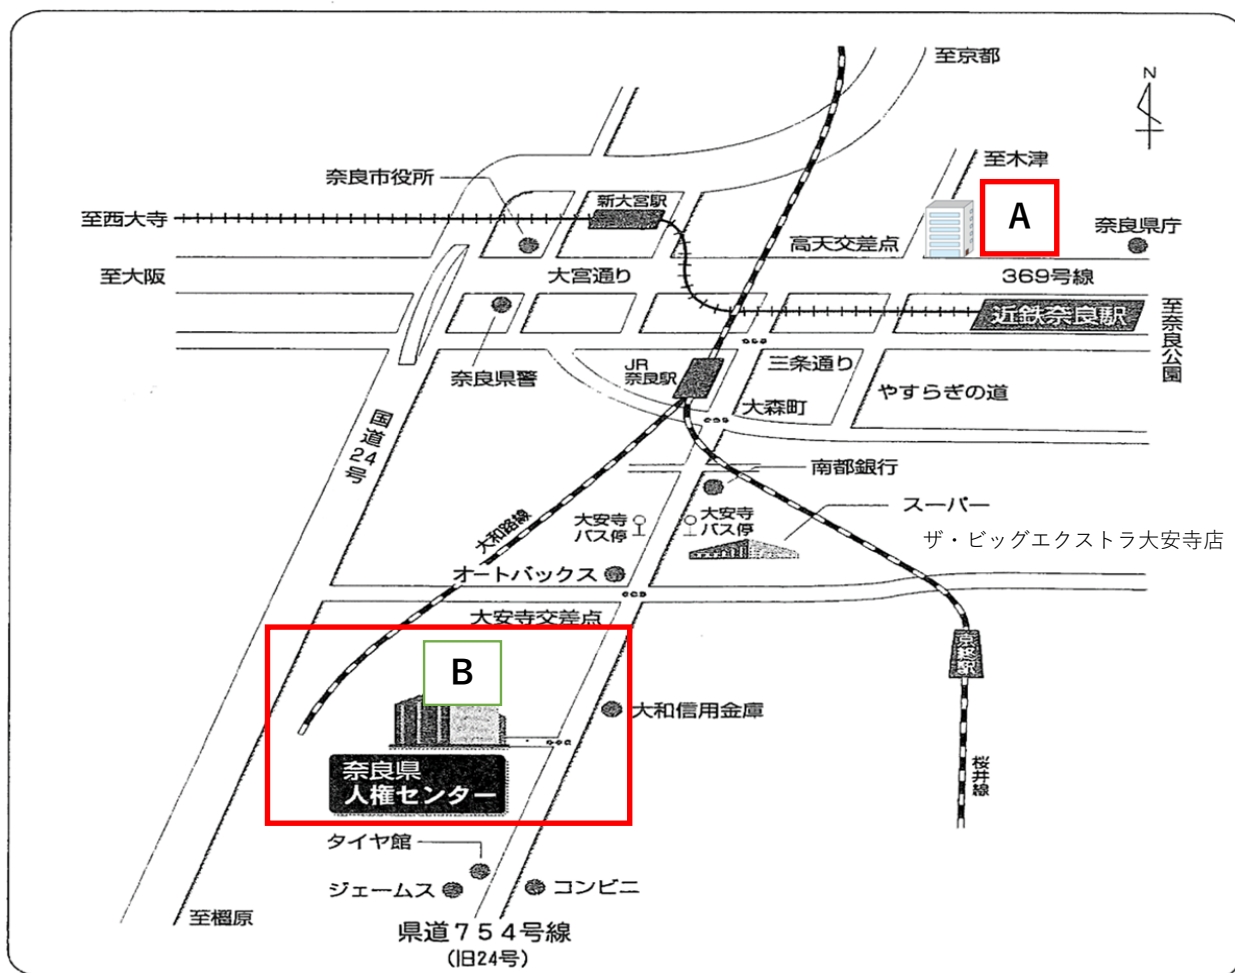 至京都
N
至木津
奈良市役所
新大宮駅
A
至西大寺
高天交差点
奈良県庁
至大阪
大宮通り
369号線
近鉄奈良駅
至奈良公園
奈良県警
JR
奈良駅
三条通り
大森町
やすらぎの道
国道24号
南都銀行
スーパー
大安寺
バス停
大安寺
バス停
大和路線
ザ・ビッグエクストラ大安寺店
オートバックス
大安寺交差点
京終駅
B
大和信用金庫
奈良県
人権センター
桜井線
タイヤ館
ジェームス
コンビニ
至橿原
県道754号線
(旧24号)